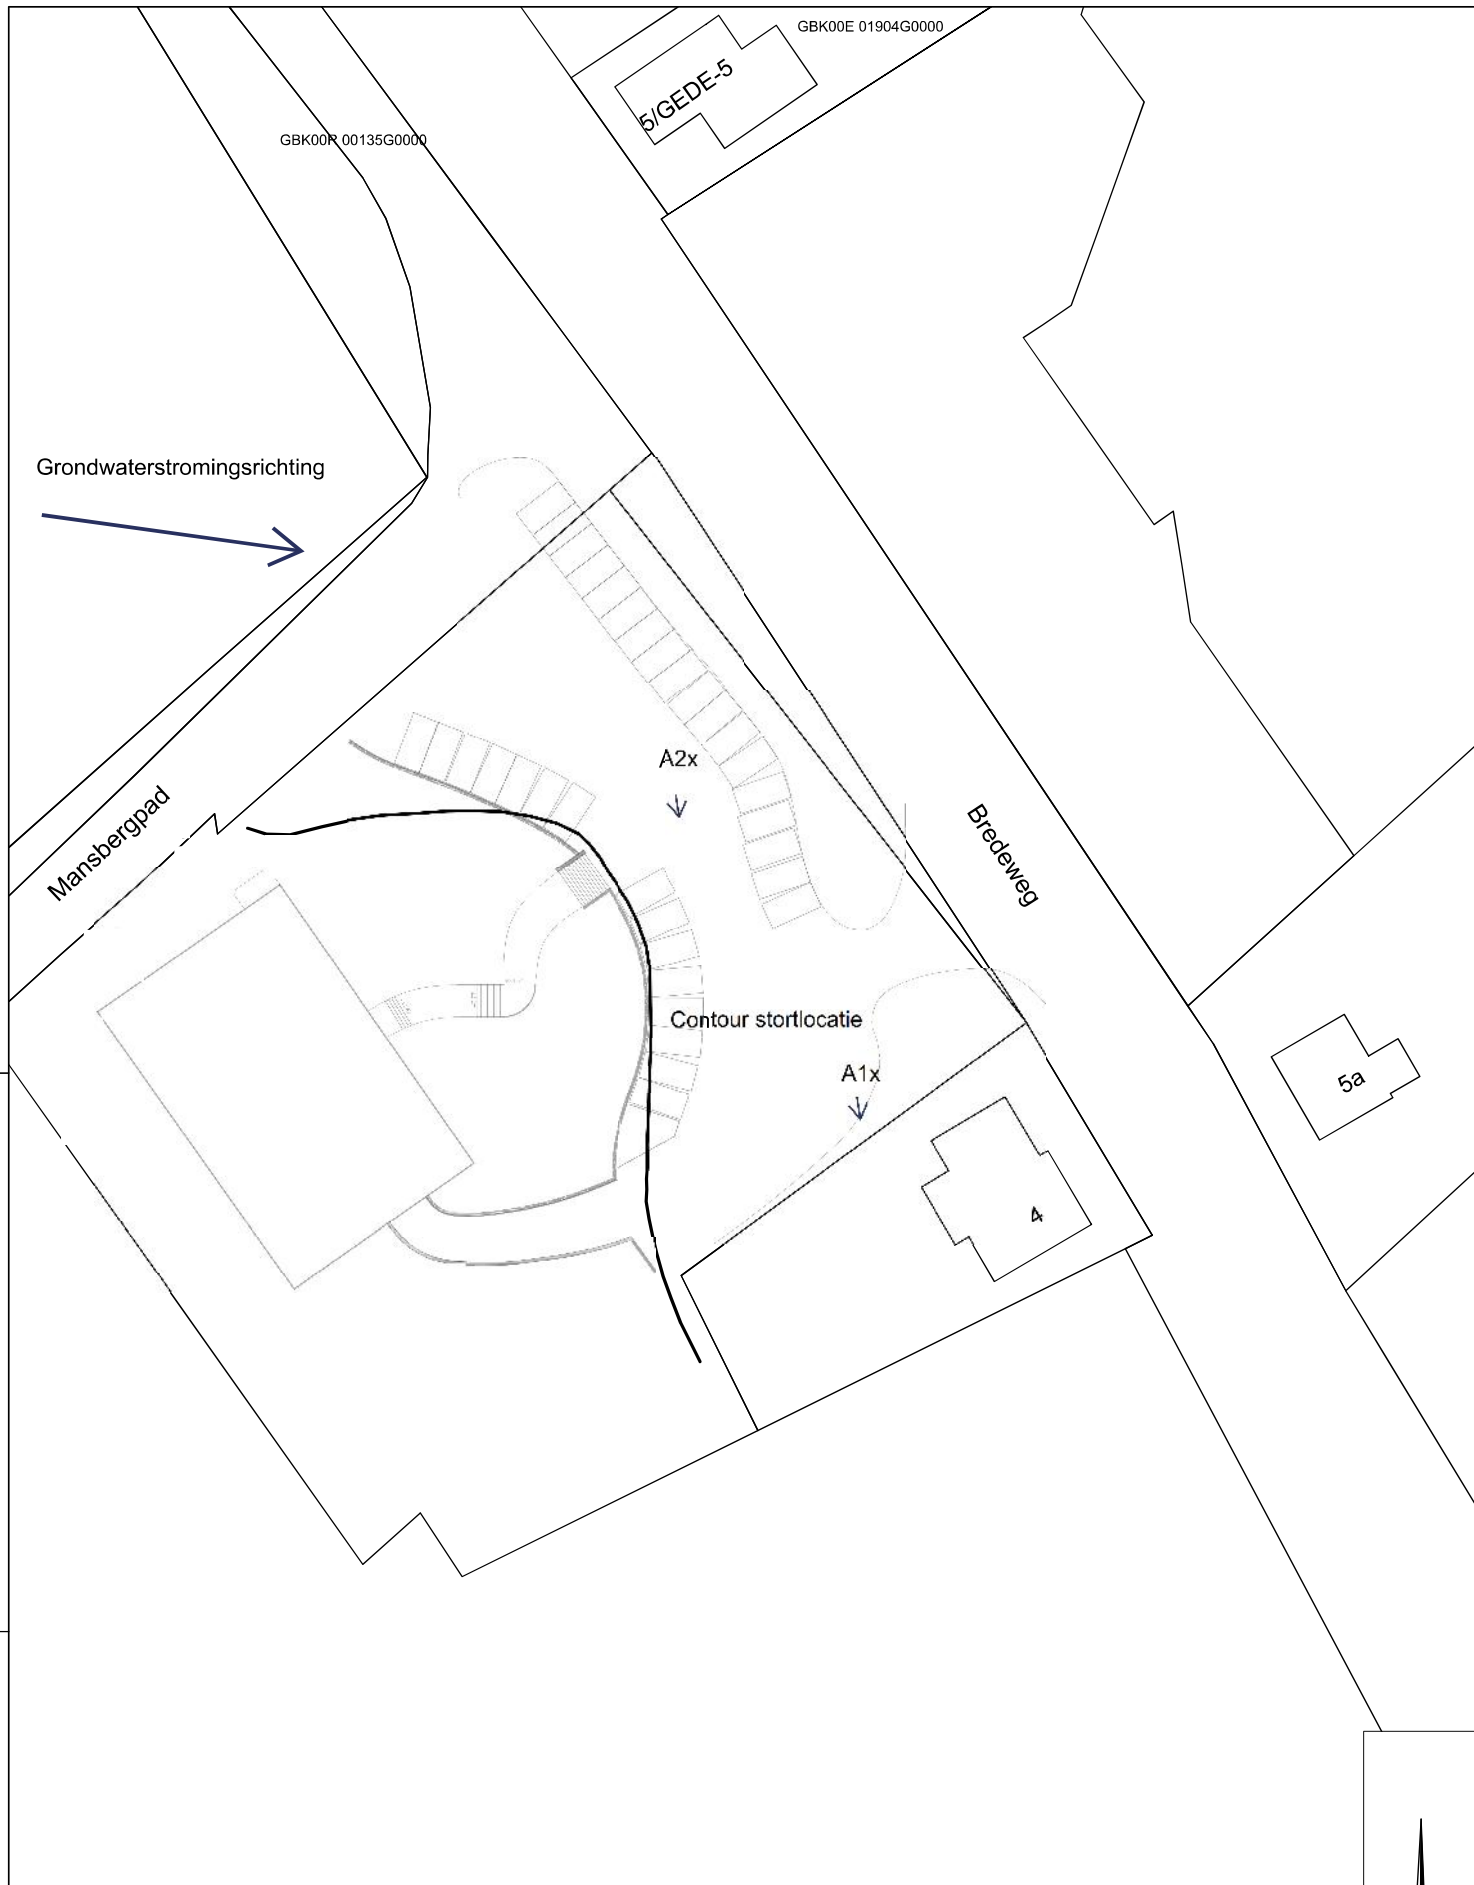 GBK00E 01904G0000
5/GEDE-5
GBK00P 00135G0000
Grondwaterstromingsrichting
A2x
Mansbergpad
Bredeweg
Contour stortlocatie
A1x
5a
4